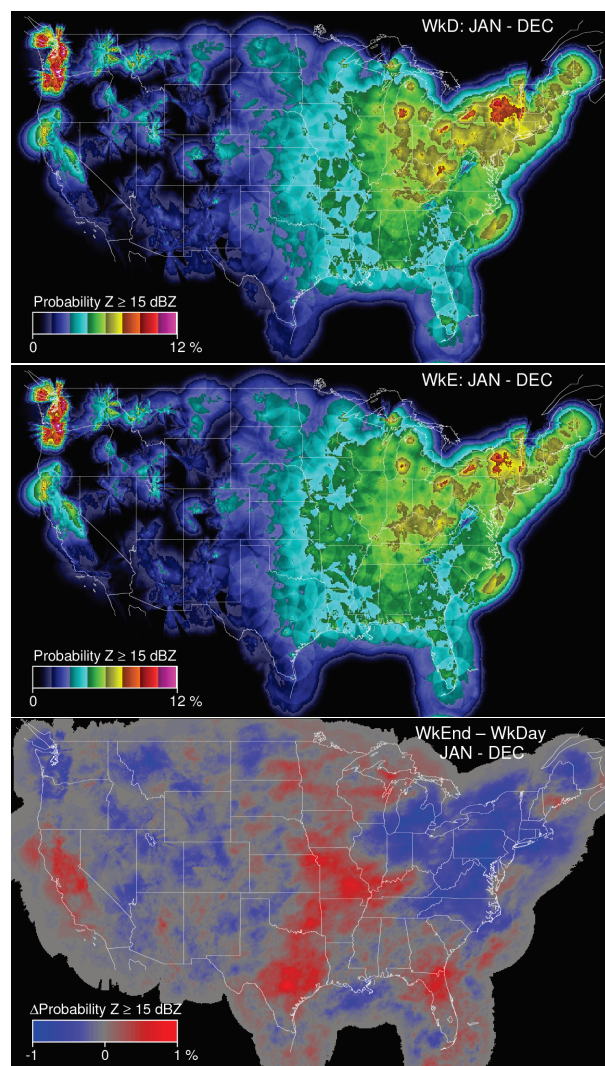 WkD: JAN - DEC
Probability Z ≥ 15 dBZ
0 12 %
WkE: JAN - DEC
Probability Z ≥ 15 dBZ
0 12 %
WkEnd – WkDay
JAN - DEC
ΔProbability Z ≥ 15 dBZ
-1 0 1 %